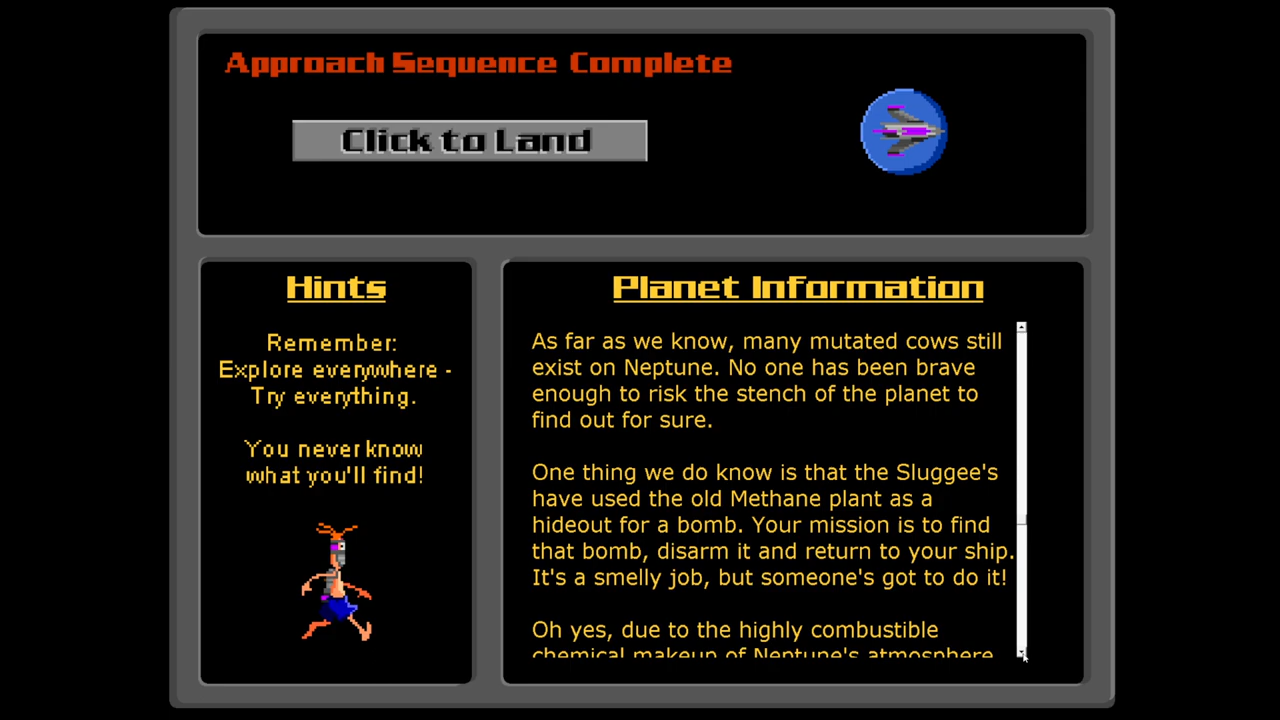 Approach Sequence Complete
Click to Land
Hints
Remember:
Explore everywhere -
Try everything.
You never know
what you'll find!
Planet Information
As far as we know, many mutated cows still
exist on Neptune. No one has been brave
enough to risk the stench of the planet to
find out for sure.
One thing we do know is that the Sluggee's
have used the old Methane plant as a
hideout for a bomb. Your mission is to find
that bomb, disarm it and return to your ship.
It's a smelly job, but someone's got to do it!
Oh yes, due to the highly combustible
chemical makeup of Neptune's atmosphere